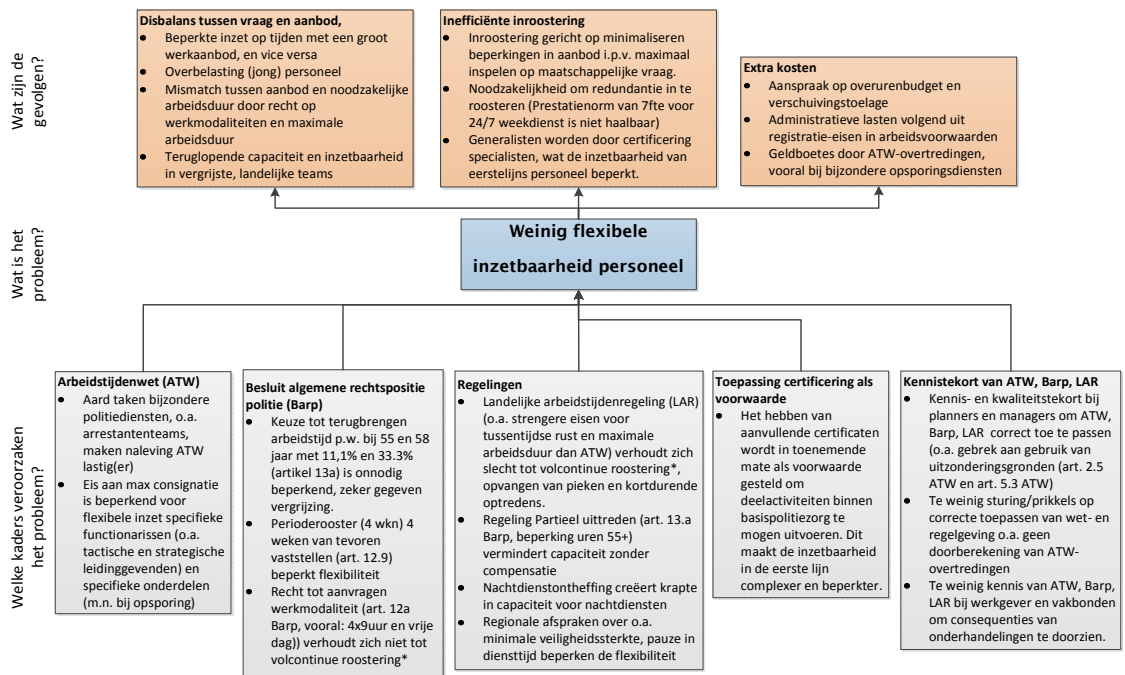 Wat zijn de
gevolgen?
Disbalans tussen vraag en aanbod,
• Beperkte inzet op tijden met een groot
werkaanbod, en vice versa
• Overbelasting (jong) personeel
• Mismatch tussen aanbod en noodzakelijke
arbeidsduur door recht op
werkmodaliteiten en maximale
arbeidsduur
• Teruglopende capaciteit en inzetbaarheid
in vergrijste, landelijke teams
Inefficiënte inroostering
• Inroostering gericht op minimaliseren
beperkingen in aanbod i.p.v. maximaal
inspelen op maatschappelijke vraag.
• Noodzakelijkheid om redundantie in te
roosteren (Prestatienorm van 7fte voor
24/7 weekdienst is niet haalbaar)
• Generalisten worden door certificering
specialisten, wat de inzetbaarheid van
eerstelijns personeel beperkt.
Extra kosten
• Aanspraak op overurenbudget en
verschuivingstoelage
• Administratieve lasten volgend uit
registratie-eisen in arbeidsvoorwaarden
• Geldboetes door ATW-overtredingen,
vooral bij bijzondere opsporingsdiensten
Wat is het
probleem?
Weinig flexibele
inzetbaarheid personeel
Welke kaders veroorzaken
het probleem?
Arbeidstijdenwet (ATW)
• Aard taken bijzondere
politiediensten, o.a.
arrestantenteams,
maken naleving ATW
lastig(er)
• Eis aan max consignatie
is beperkend voor
flexibele inzet specifieke
functionarissen (o.a.
tactische en strategische
leidinggevenden) en
specifieke onderdelen
(m.n. bij opsporing)
Besluit algemene rechtspositie
politie (Barp)
• Keuze tot terugbrengen
arbeidstijd p.w. bij 55 en 58
jaar met 11,1% en 33.3%
(artikel 13a) is onnodig
beperkend, zeker gegeven
vergrijzing.
• Perioderooster (4 wkn) 4
weken van tevoren
vaststellen (art. 12.9)
beperkt flexibiliteit
• Recht tot aanvragen
werkmodaliteit (art. 12a
Barp, vooral: 4x9uur en vrije
dag)) verhoudt zich niet tot
volcontinue roostering*
Regelingen
• Landelijke arbeidstijdenregeling (LAR)
(o.a. strengere eisen voor
tussentijdse rust en maximale
arbeidsduur dan ATW) verhoudt zich
slecht tot volcontinue roostering*,
opvangen van pieken en kortdurende
optredens.
• Regeling Partieel uittreden (art. 13.a
Barp, beperking uren 55+)
vermindert capaciteit zonder
compensatie
• Nachtdienstontheffing creëert krapte
in capaciteit voor nachtdiensten
• Regionale afspraken over o.a.
minimale veiligheidssterkte, pauze in
diensttijd beperken de flexibiliteit
Toepassing certificering als
voorwaarde
• Het hebben van
aanvullende certificaten
wordt in toenemende
mate als voorwaarde
gesteld om
deelactiviteiten binnen
basispolitiezorg te
mogen uitvoeren. Dit
maakt de inzetbaarheid
in de eerste lijn
complexer en beperkter.
Kennistekort van ATW, Barp, LAR
• Kennis- en kwaliteitstekort bij
planners en managers om ATW,
Barp, LAR correct toe te passen
(o.a. gebrek aan gebruik van
uitzonderingsgronden (art. 2.5
ATW en art. 5.3 ATW)
• Te weinig sturing/prikkels op
correcte toepassen van wet- en
regelgeving o.a. geen
doorberekening van ATW-
overtredingen
• Te weinig kennis van ATW, Barp,
LAR bij werkgever en vakbonden
om consequenties van
onderhandelingen te doorzien.